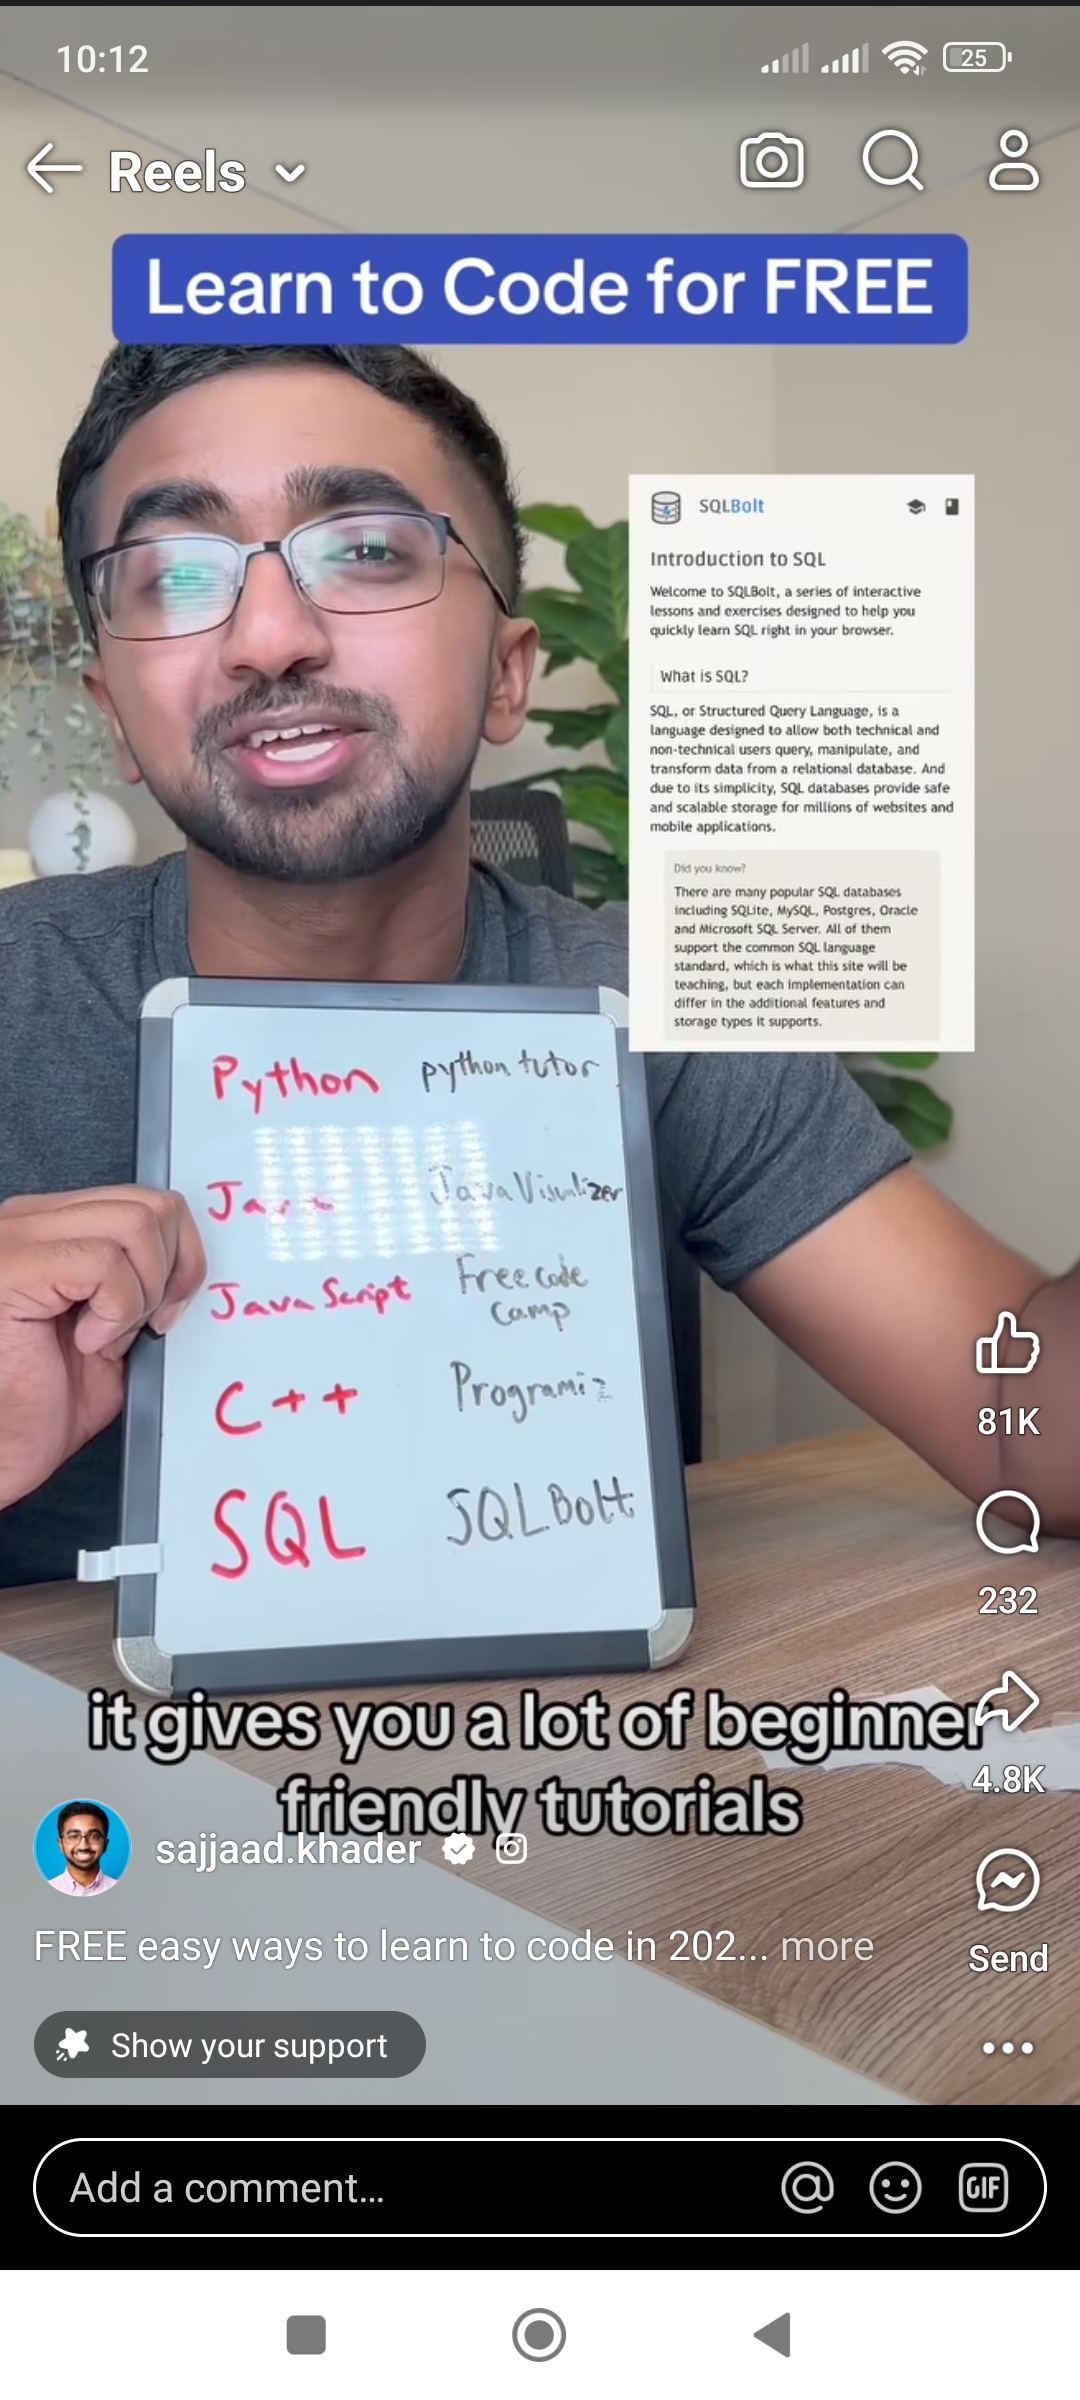 10:12
25
Reels
Learn to Code for FREE
SQLBolt
Introduction to SQL
Welcome to SQLBolt, a series of interactive
lessons and exercises designed to help you
quickly learn SQL right in your browser.
What is SQL?
SQL, or Structured Query Language, is a
language designed to allow both technical and
non-technical users query, manipulate, and
transform data from a relational database. And
due to its simplicity, SQL databases provide safe
and scalable storage for millions of websites and
mobile applications.
Did you know?
There are many popular SQL databases
including SQLite, MySQL, Postgres, Oracle
and Microsoft SQL Server. All of them
support the common SQL language
standard, which is what this site will be
teaching, but each implementation can
differ in the additional features and
storage types it supports.
Python python tutor
Java Java Visualizer
JavaScript Free Code
Camp
C++ Programiz
SQL SQLBolt
81K
232
it gives you a lot of beginner
4.8K
friendly tutorials
sajjaad.khader
FREE easy ways to learn to code in 202... more
Send
Show your support
Add a comment...
GIF